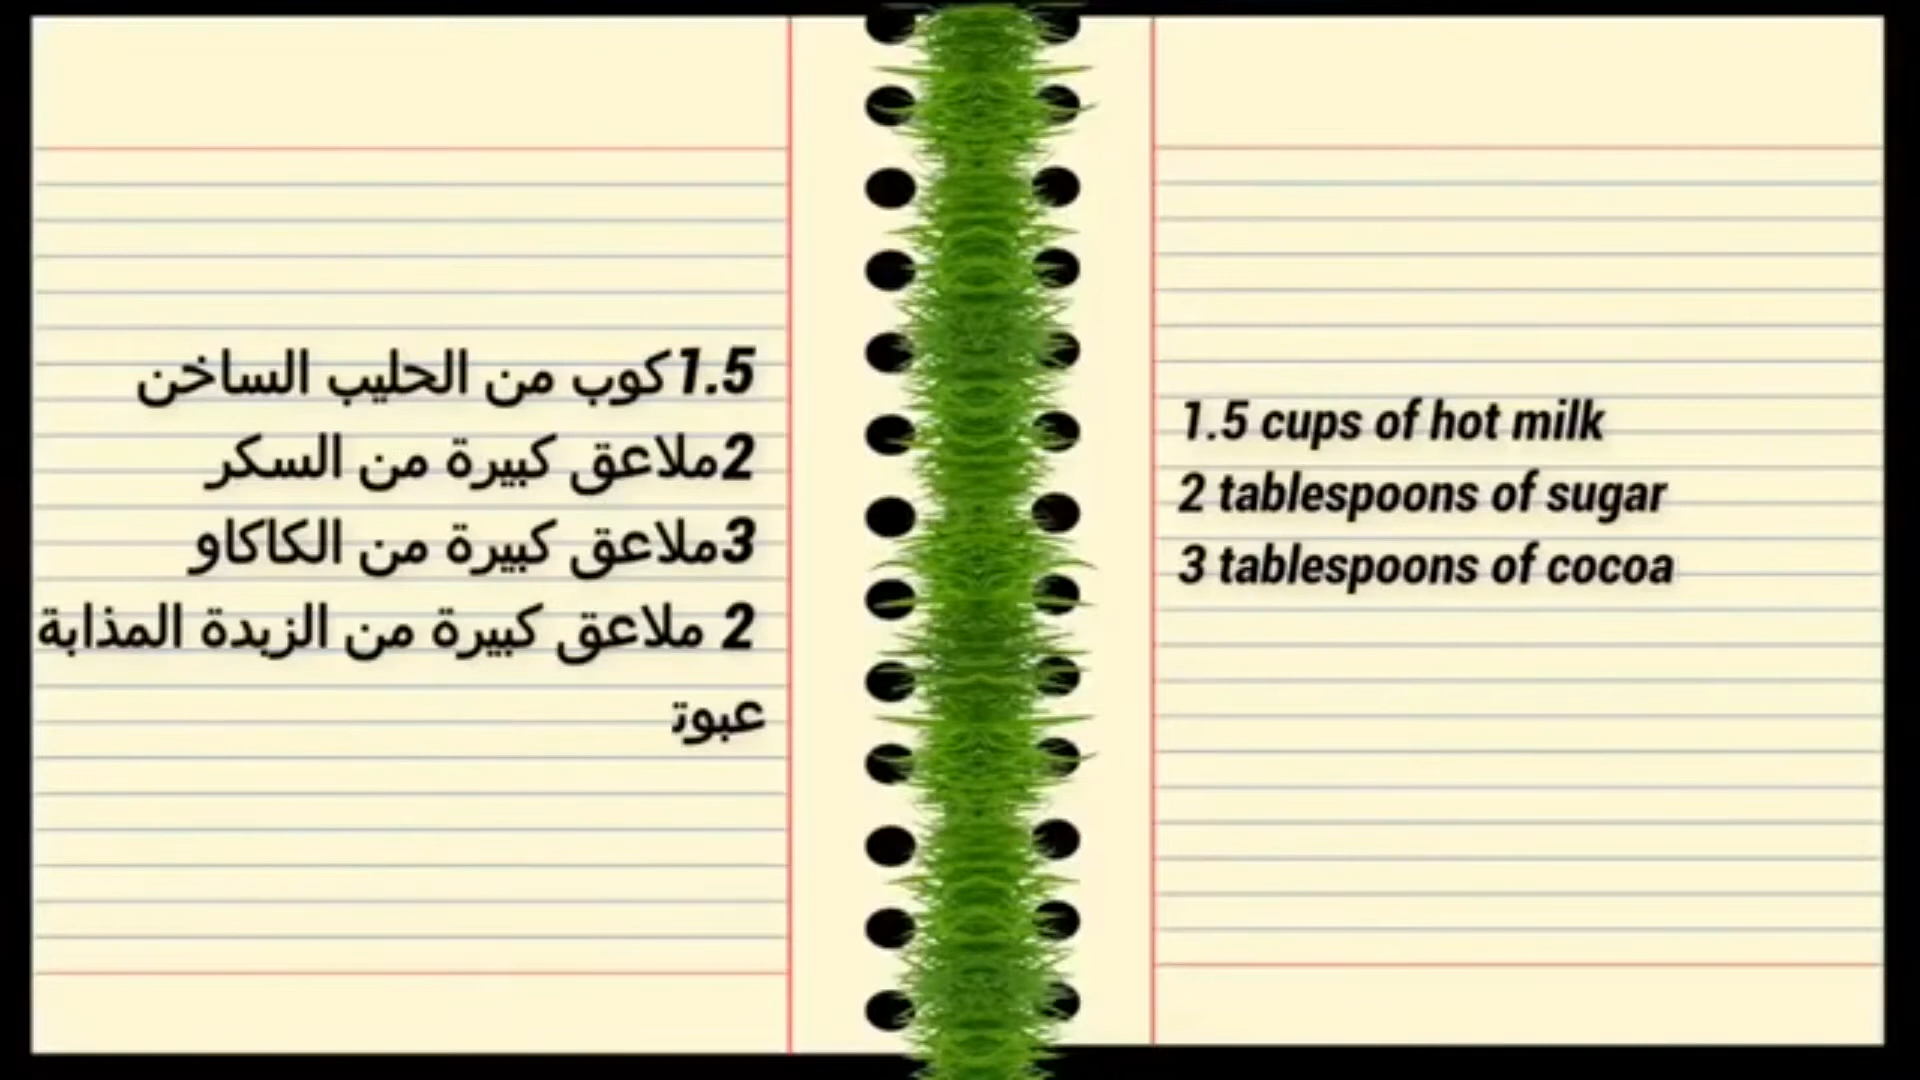 1.5كوب من الحليب الساخن
2ملاعق كبيرة من السكر
3ملاعق كبيرة من الكاكاو
2 ملاعق كبيرة من الزبدة المذابة
عبوتـ
1.5 cups of hot milk
2 tablespoons of sugar
3 tablespoons of cocoa